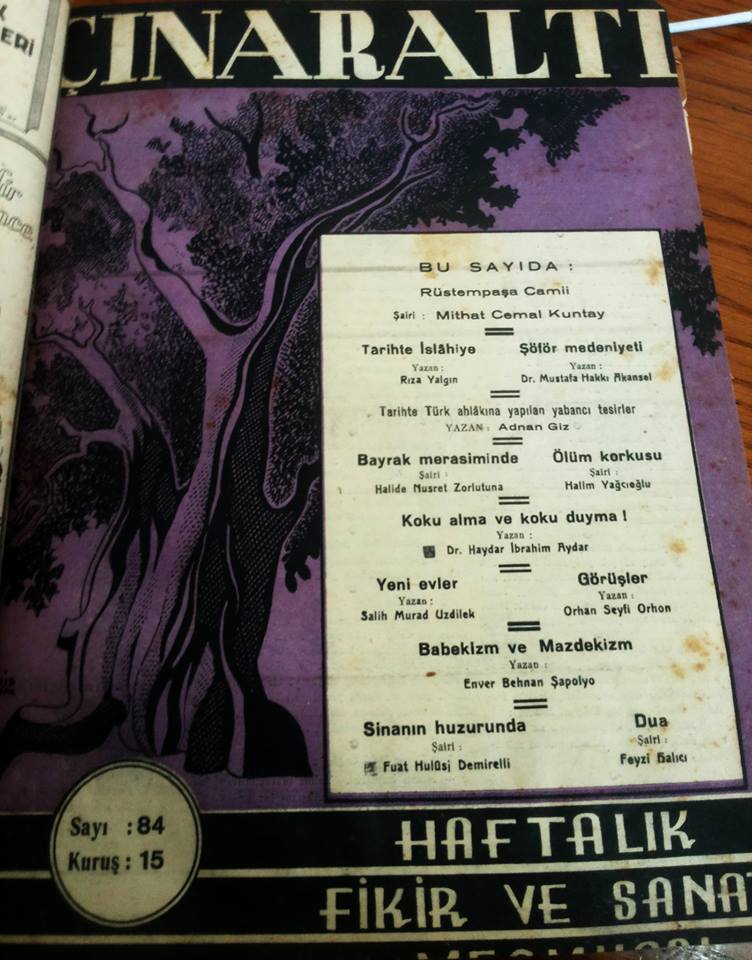 ÇINARALTI
BU SAYIDA :
Rüstempaşa Camii
Şairi : Mithat Cemal Kuntay
Tarihte İslâhiye
Yazan :
Rıza Yalgın
Şöför medeniyeti
Yazan :
Dr. Mustafa Hakkı Akansel
Tarihte Türk ahlâkına yapılan yabancı tesirler
YAZAN : Adnan Giz
Bayrak merasiminde
Şairi :
Halide Nusret Zorlutuna
Ölüm korkusu
Şairi :
Halim Yağcıoğlu
Koku alma ve koku duyma !
Yazan :
Dr. Haydar İbrahim Aydar
Yeni evler
Yazan :
Salih Murad Uzdilek
Görüşler
Yazan :
Orhan Seyfi Orhon
Babekizm ve Mazdekizm
Yazan :
Enver Behnan Şapolyo
Sinanın huzurunda
Şairi :
Fuat Hulûsi Demirelli
Dua
Şairi :
Feyzi Halıcı
Sayı : 84
Kuruş : 15
HAFTALIK
FİKİR VE SANA